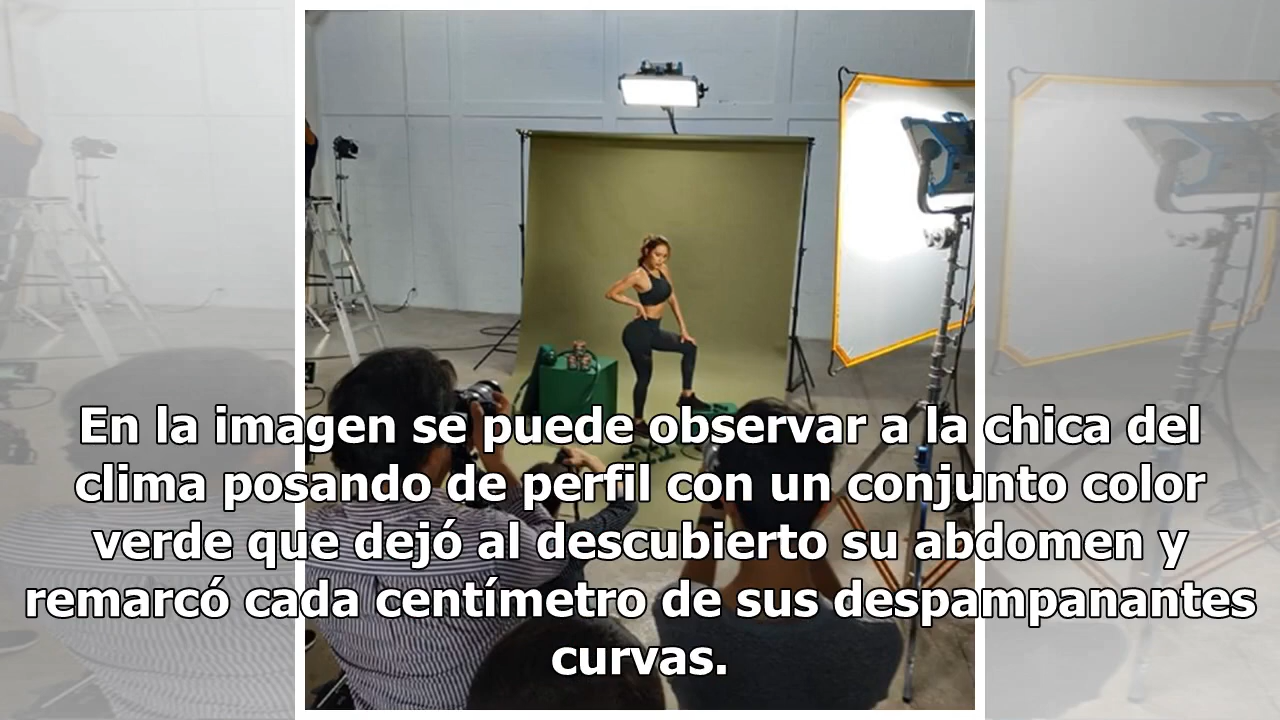 En la imagen se puede observar a la chica del
clima posando de perfil con un conjunto color
verde que dejó al descubierto su abdomen y
remarcó cada centímetro de sus despampanantes
curvas.